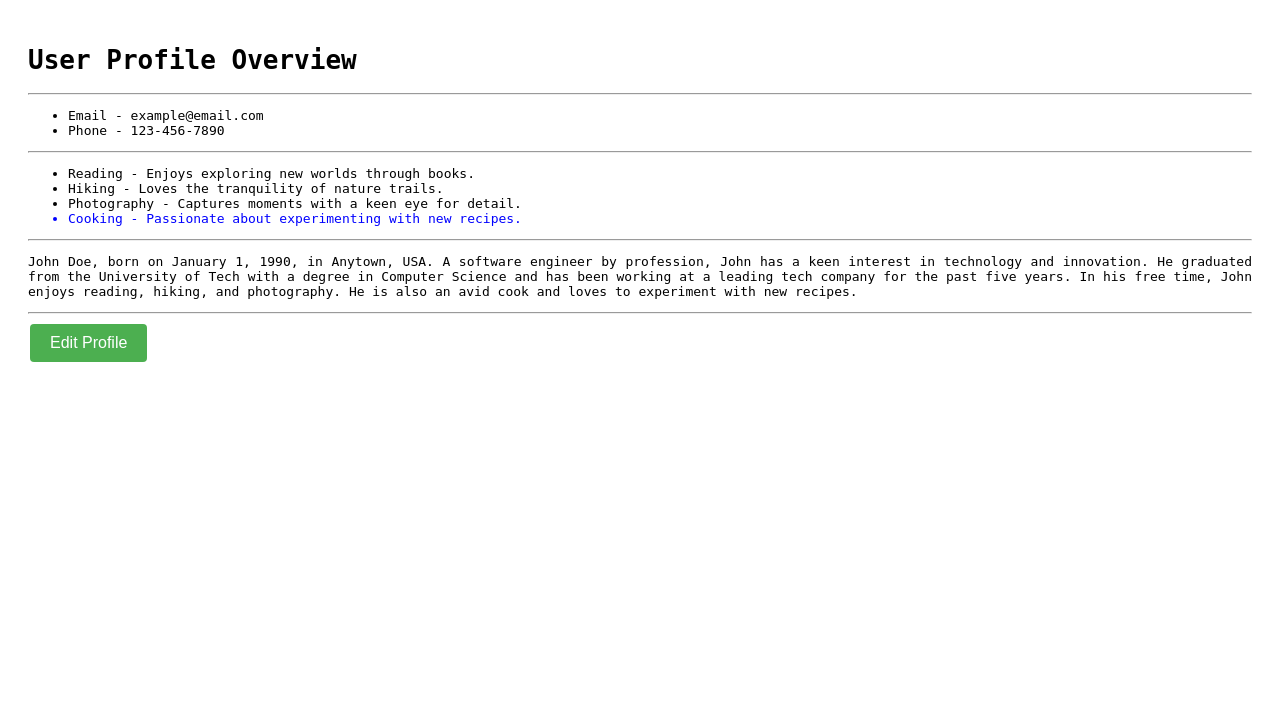 User Profile Overview
• Email - example@email.com
• Phone - 123-456-7890
• Reading - Enjoys exploring new worlds through books.
• Hiking - Loves the tranquility of nature trails.
• Photography - Captures moments with a keen eye for detail.
• Cooking - Passionate about experimenting with new recipes.
John Doe, born on January 1, 1990, in Anytown, USA. A software engineer by profession, John has a keen interest in technology and innovation. He graduated
from the University of Tech with a degree in Computer Science and has been working at a leading tech company for the past five years. In his free time, John
enjoys reading, hiking, and photography. He is also an avid cook and loves to experiment with new recipes.
Edit Profile